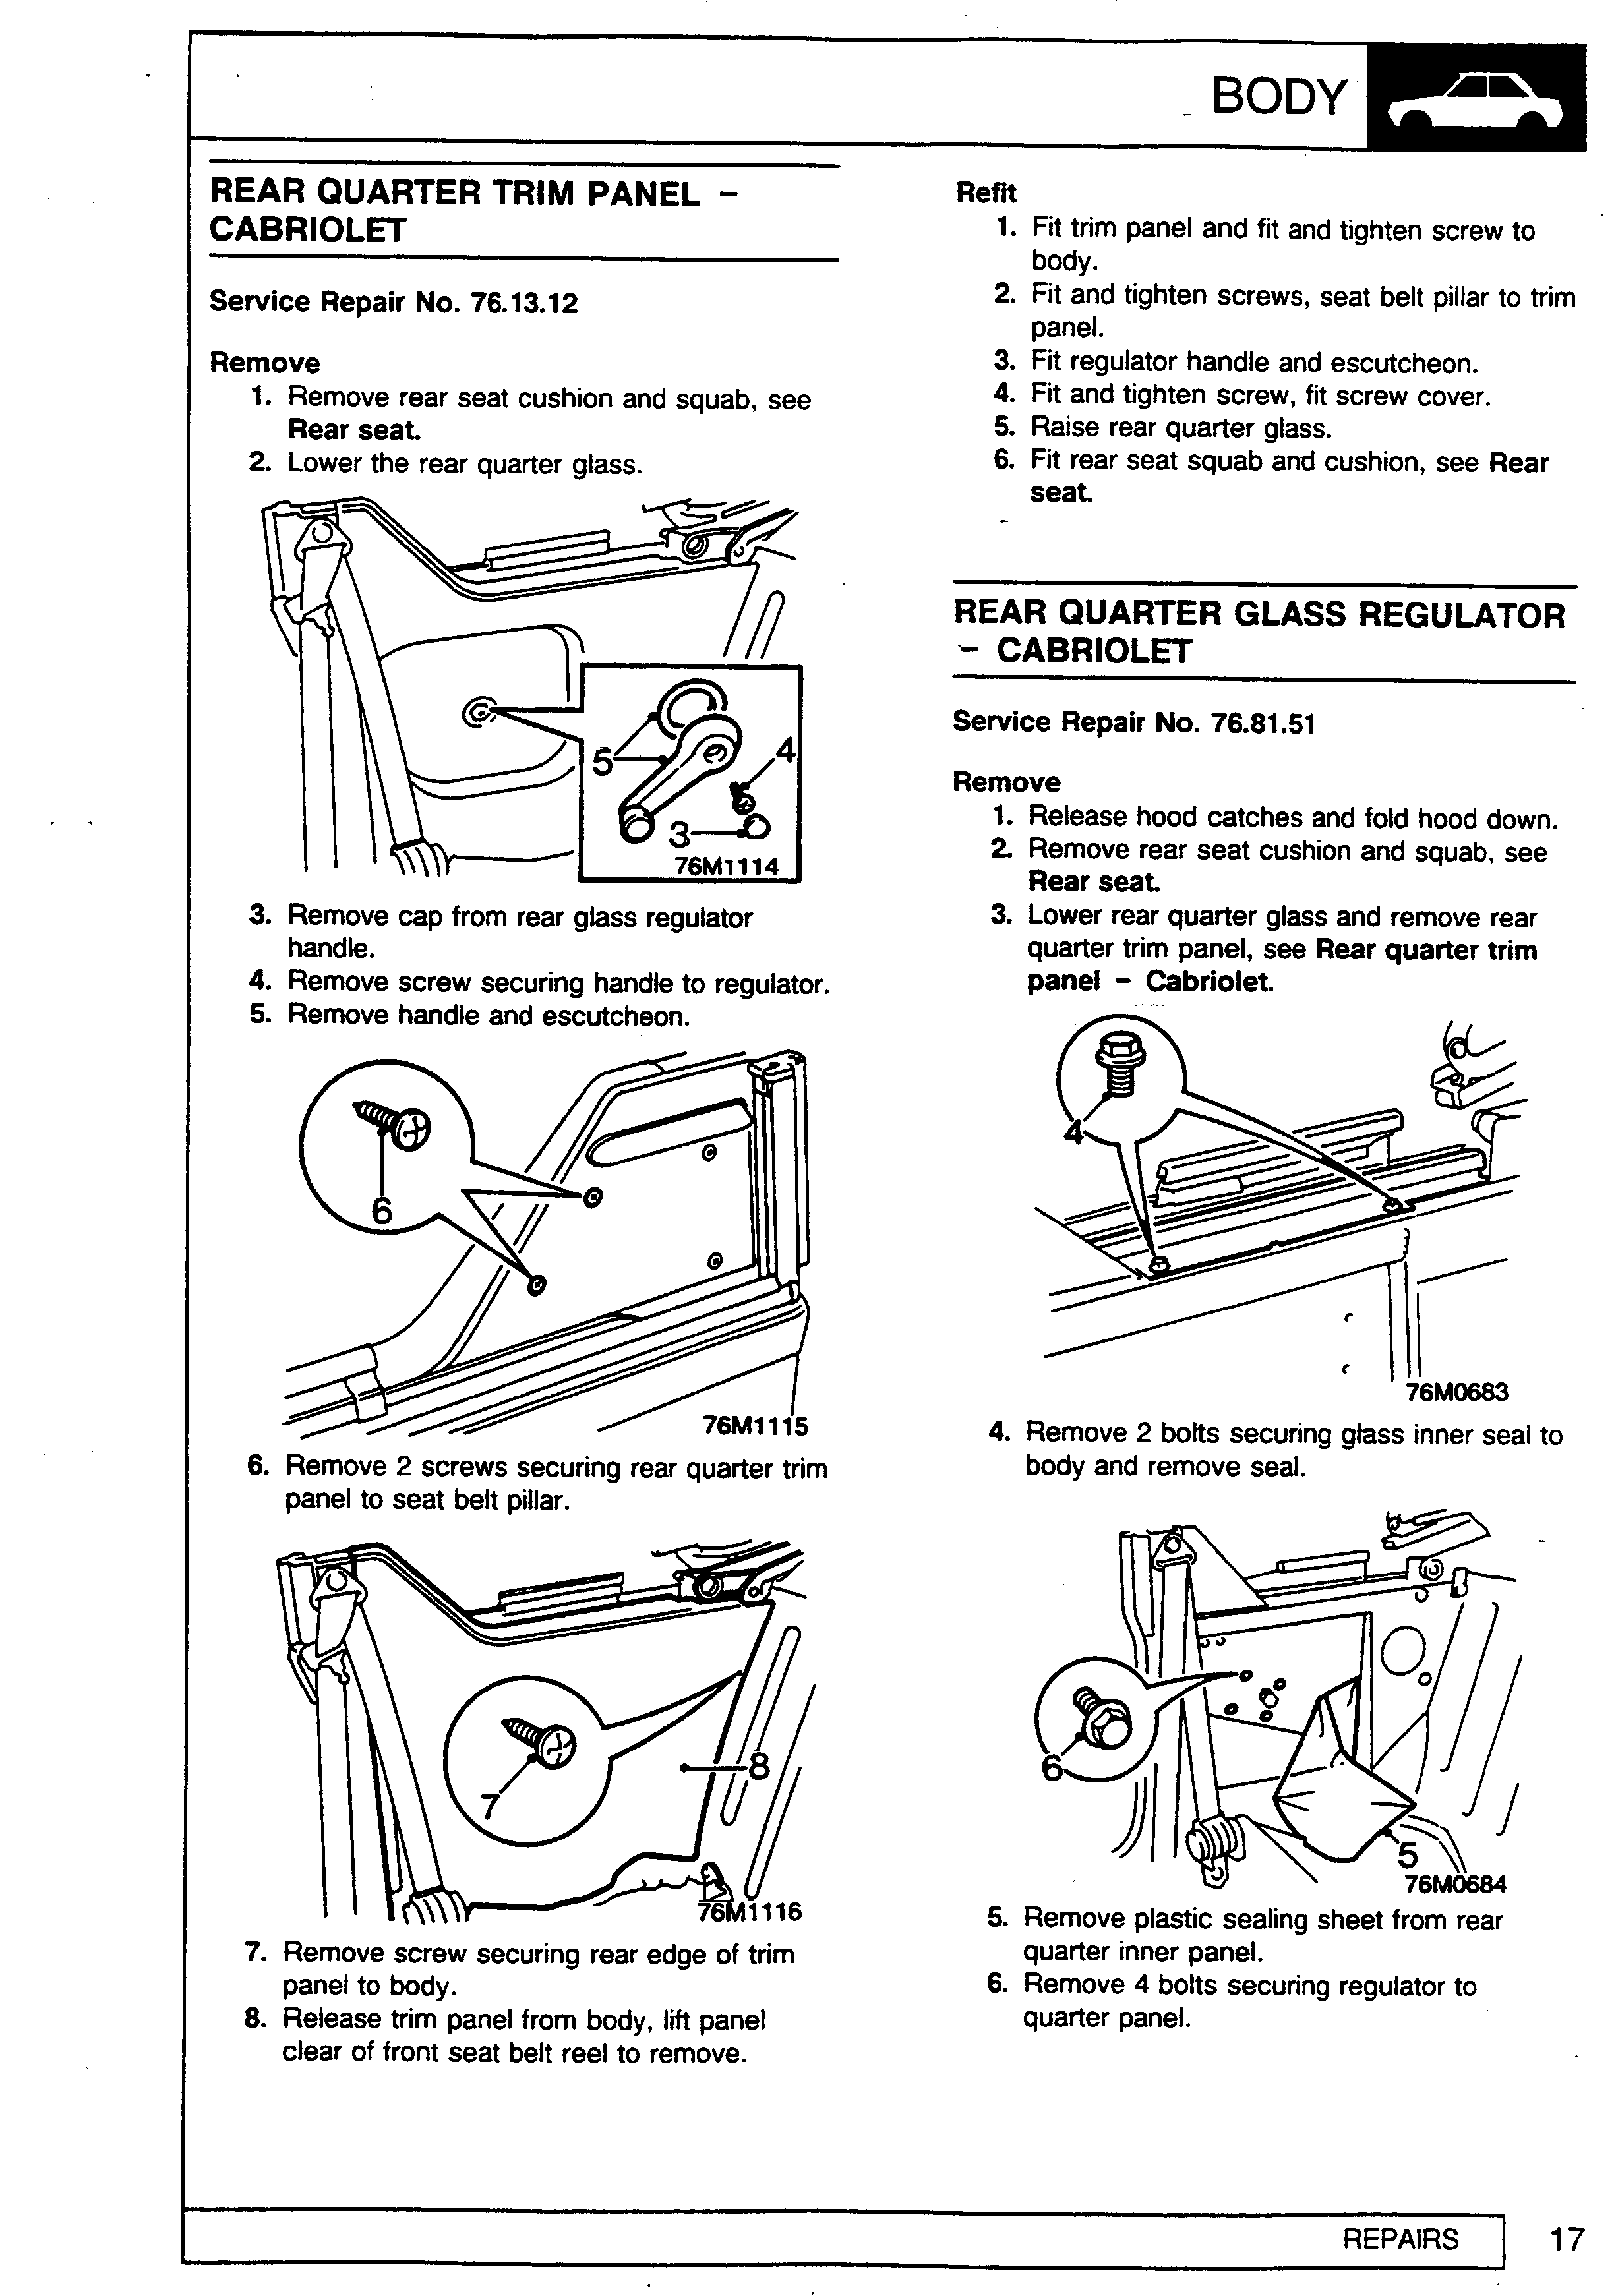 BODY
REAR QUARTER TRIM PANEL –
CABRIOLET
Service Repair No. 76.13.12
Remove
1. Remove rear seat cushion and squab, see
Rear seat.
2. Lower the rear quarter glass.
5
4
3
76M1114
3. Remove cap from rear glass regulator
handle.
4. Remove screw securing handle to regulator.
5. Remove handle and escutcheon.
6
76M1115
6. Remove 2 screws securing rear quarter trim
panel to seat belt pillar.
7
8
76M1116
7. Remove screw securing rear edge of trim
panel to body.
8. Release trim panel from body, lift panel
clear of front seat belt reel to remove.
Refit
1. Fit trim panel and fit and tighten screw to
body.
2. Fit and tighten screws, seat belt pillar to trim
panel.
3. Fit regulator handle and escutcheon.
4. Fit and tighten screw, fit screw cover.
5. Raise rear quarter glass.
6. Fit rear seat squab and cushion, see Rear
seat.
REAR QUARTER GLASS REGULATOR
– CABRIOLET
Service Repair No. 76.81.51
Remove
1. Release hood catches and fold hood down.
2. Remove rear seat cushion and squab, see
Rear seat.
3. Lower rear quarter glass and remove rear
quarter trim panel, see Rear quarter trim
panel – Cabriolet.
4
76M0683
4. Remove 2 bolts securing glass inner seal to
body and remove seal.
6
5
76M0684
5. Remove plastic sealing sheet from rear
quarter inner panel.
6. Remove 4 bolts securing regulator to
quarter panel.
REPAIRS
17